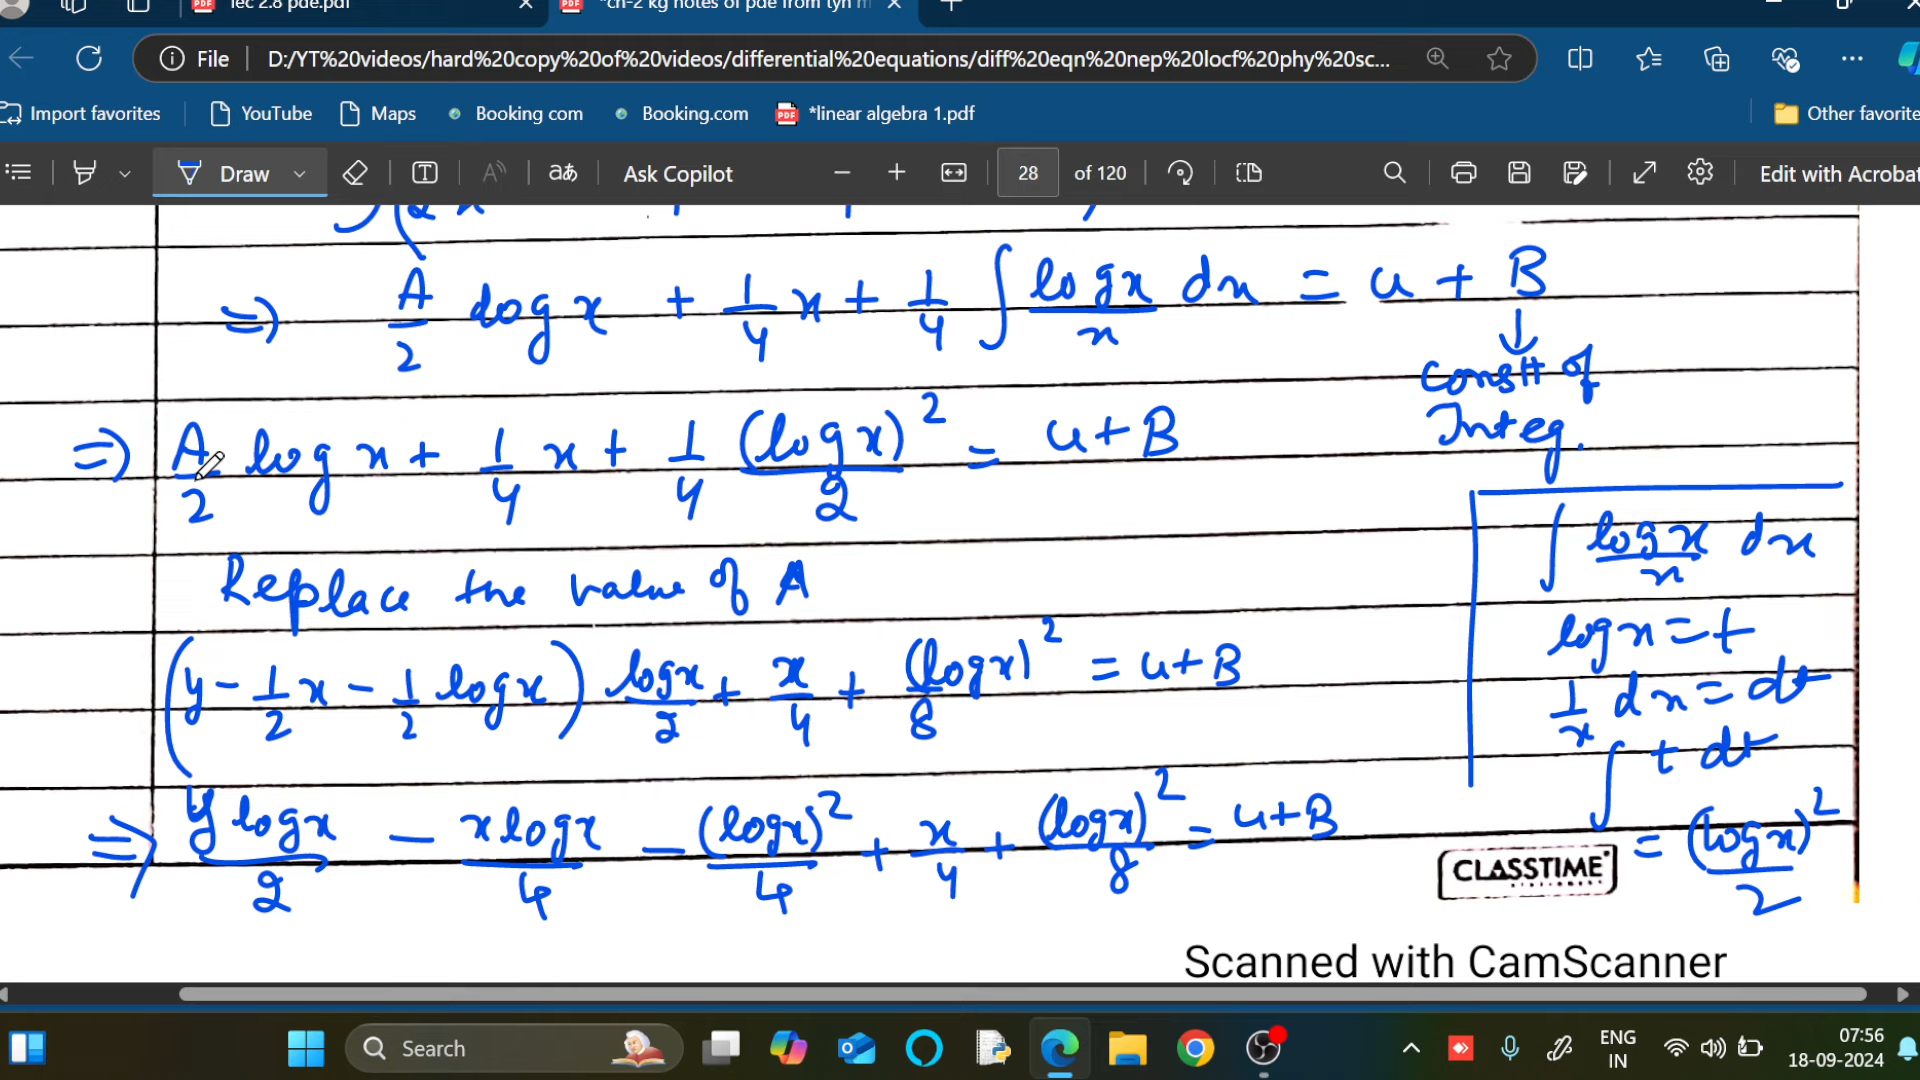 lec 2.8 pde.pdf
*ch-2 kg notes of pde from tyn m
File D:/YT%20videos/hard%20copy%20of%20videos/differential%20equations/diff%20eqn%20nep%20locf%20phy%20sc...
Import favorites YouTube Maps Booking com Booking.com *linear algebra 1.pdf Other favorite
Draw aあ Ask Copilot 28 of 120 Edit with Acrobat
⇒ A/2 log x + 1/4 x + 1/4 ∫ log x/x dx = u + B
↓
constt of
Integ.
⇒ A/2 log x + 1/4 x + 1/4 (log x)²/2 = u + B
Replace the value of A
(y - 1/2 x - 1/2 log x) log x/2 + x/4 + (log x)²/8 = u + B
⇒ y log x/2 - x log x/4 - (log x)²/4 + x/4 + (log x)²/8 = u + B
∫ log x/x dx
log x = t
1/x dx = dt
∫ t dt
= (log x)²/2
CLASSTIME
Scanned with CamScanner
Search
ENG
IN
07:56
18-09-2024